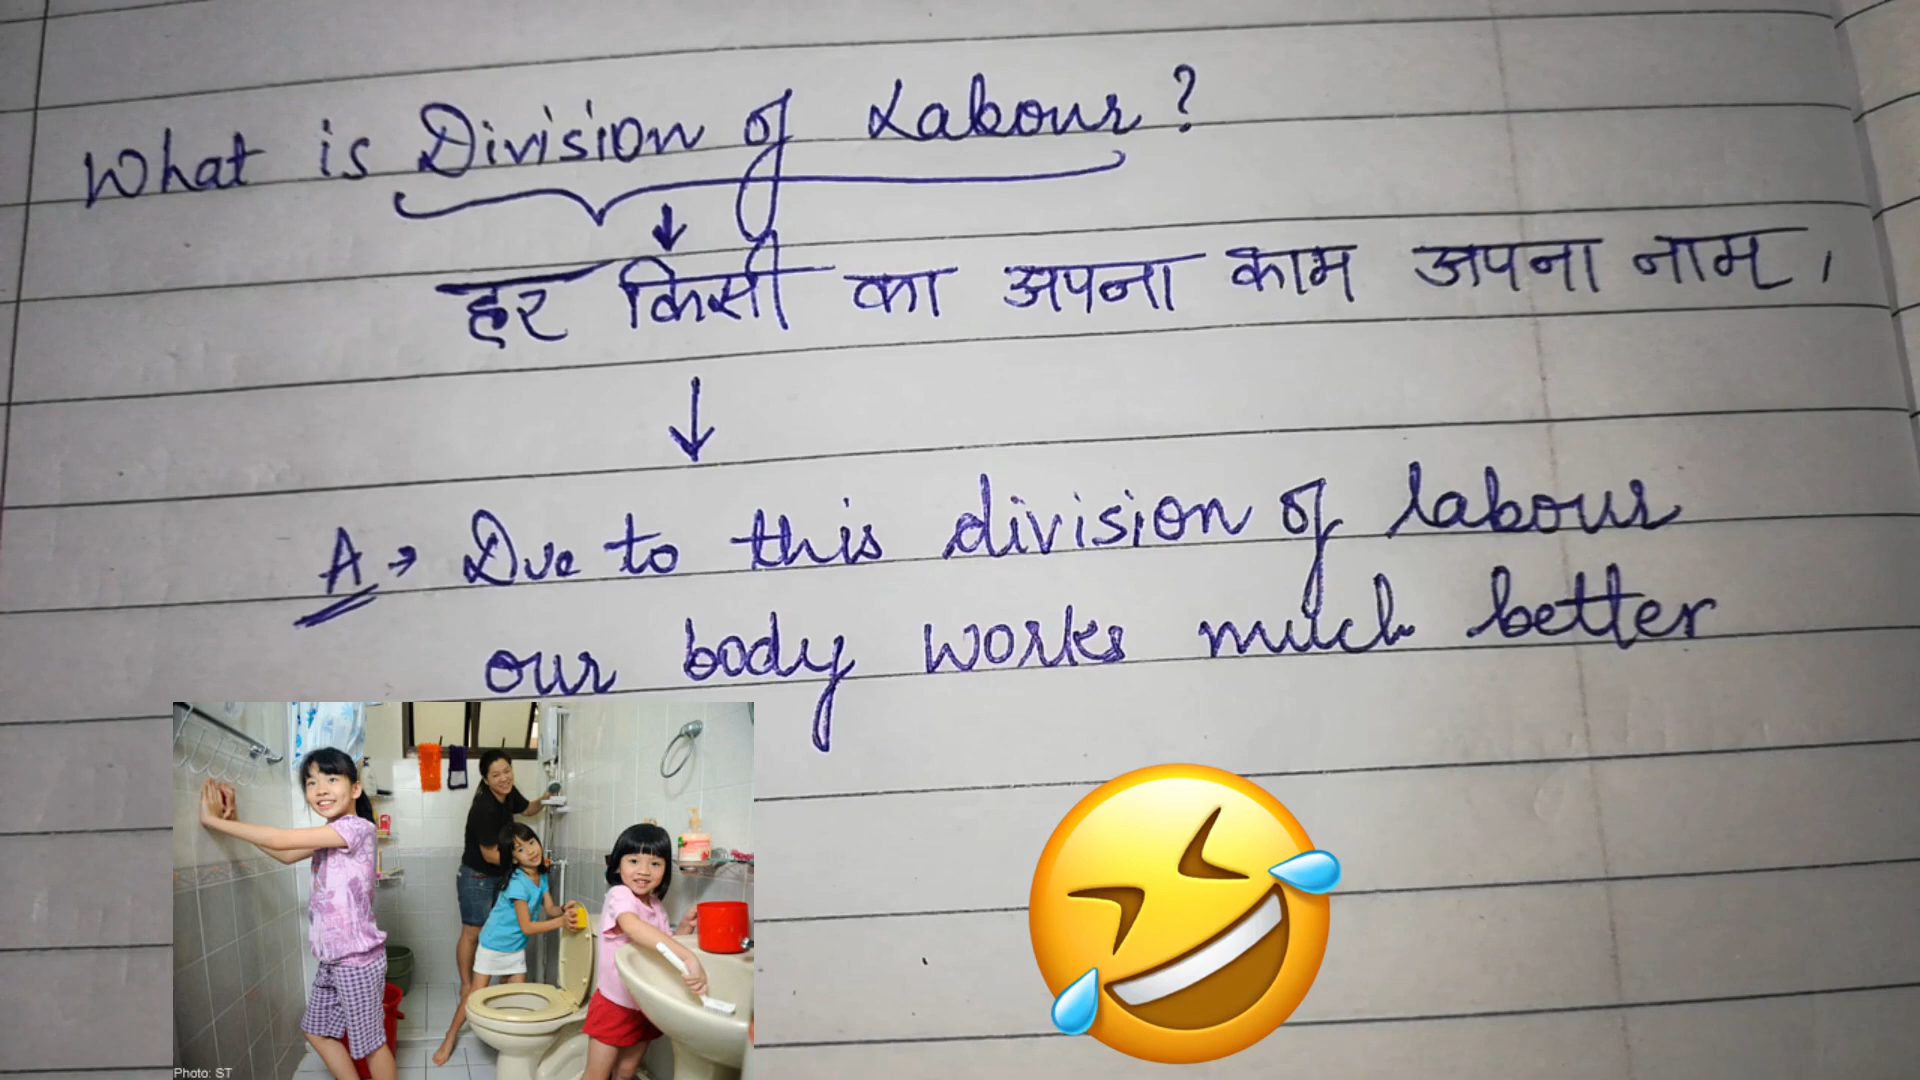 What is Division of Labour?
↓
हर किसी का अपना काम अपना नाम।
↓
A → Due to this division of labour
our body works much better
Photo: ST